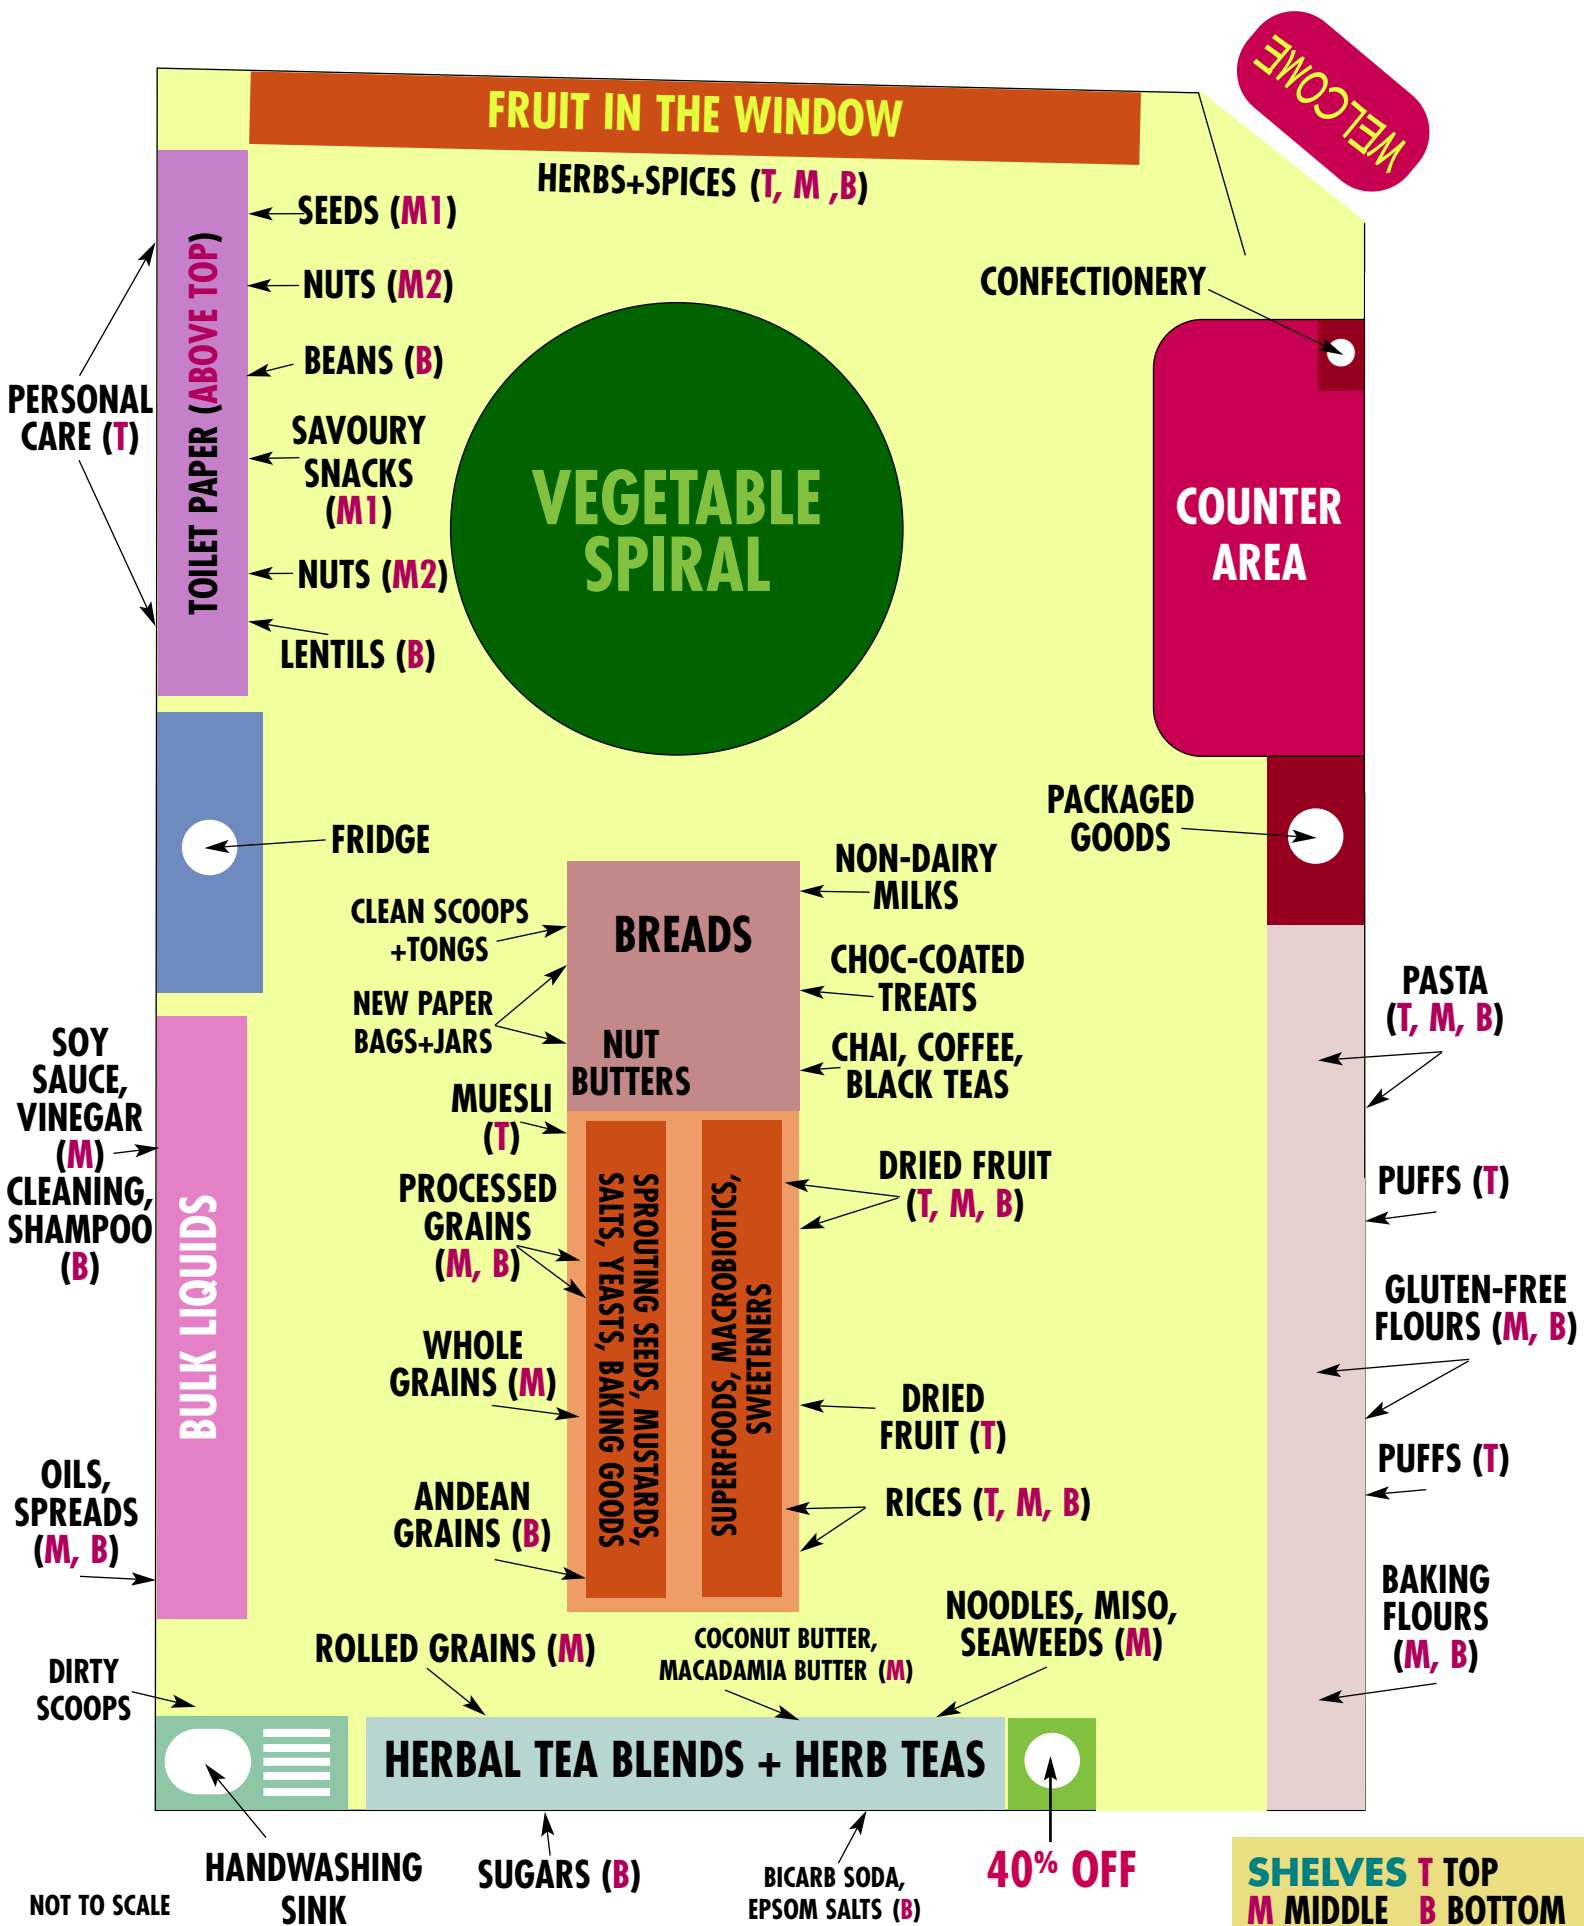 WELCOME
FRUIT IN THE WINDOW
HERBS+SPICES (T, M ,B)
SEEDS (M1)
NUTS (M2)
BEANS (B)
SAVOURY
SNACKS
(M1)
NUTS (M2)
LENTILS (B)
TOILET PAPER (ABOVE TOP)
PERSONAL
CARE (T)
CONFECTIONERY
VEGETABLE
SPIRAL
COUNTER
AREA
FRIDGE
PACKAGED
GOODS
NON-DAIRY
MILKS
CLEAN SCOOPS
+TONGS
BREADS
CHOC-COATED
TREATS
NEW PAPER
BAGS+JARS
NUT
BUTTERS
CHAI, COFFEE,
BLACK TEAS
PASTA
(T, M, B)
SOY
SAUCE,
VINEGAR
(M)
CLEANING,
SHAMPOO
(B)
BULK LIQUIDS
MUESLI
(T)
PROCESSED
GRAINS
(M, B)
WHOLE
GRAINS (M)
ANDEAN
GRAINS (B)
SPROUTING SEEDS, MUSTARDS,
SALTS, YEASTS, BAKING GOODS
SUPERFOODS, MACROBIOTICS,
SWEETENERS
DRIED FRUIT
(T, M, B)
DRIED
FRUIT (T)
RICES (T, M, B)
PUFFS (T)
GLUTEN-FREE
FLOURS (M, B)
PUFFS (T)
BAKING
FLOURS
(M, B)
OILS,
SPREADS
(M, B)
DIRTY
SCOOPS
ROLLED GRAINS (M)
COCONUT BUTTER,
MACADAMIA BUTTER (M)
NOODLES, MISO,
SEAWEEDS (M)
HERBAL TEA BLENDS + HERB TEAS
HANDWASHING
SINK
SUGARS (B)
BICARB SODA,
EPSOM SALTS (B)
40% OFF
NOT TO SCALE
SHELVES T TOP
M MIDDLE B BOTTOM